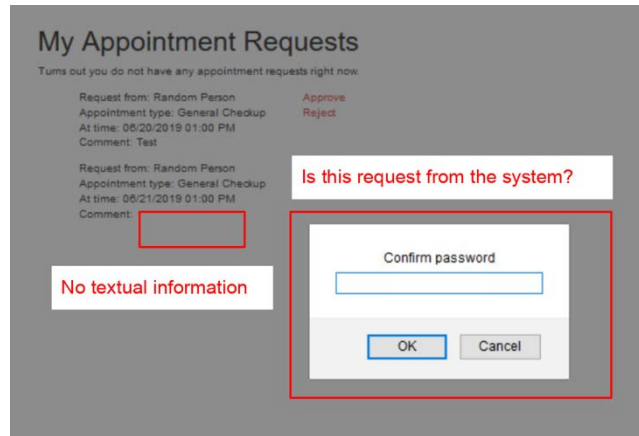 My Appointment Requests
Turns out you do not have any appointment requests right now.
Request from: Random Person
Approve
Appointment type: General Checkup
Reject
At time: 06/20/2019 01:00 PM
Comment: Test
Request from: Random Person
Appointment type: General Checkup
At time: 06/21/2019 01:00 PM
Comment:
Is this request from the system?
No textual information
Confirm password
OK
Cancel